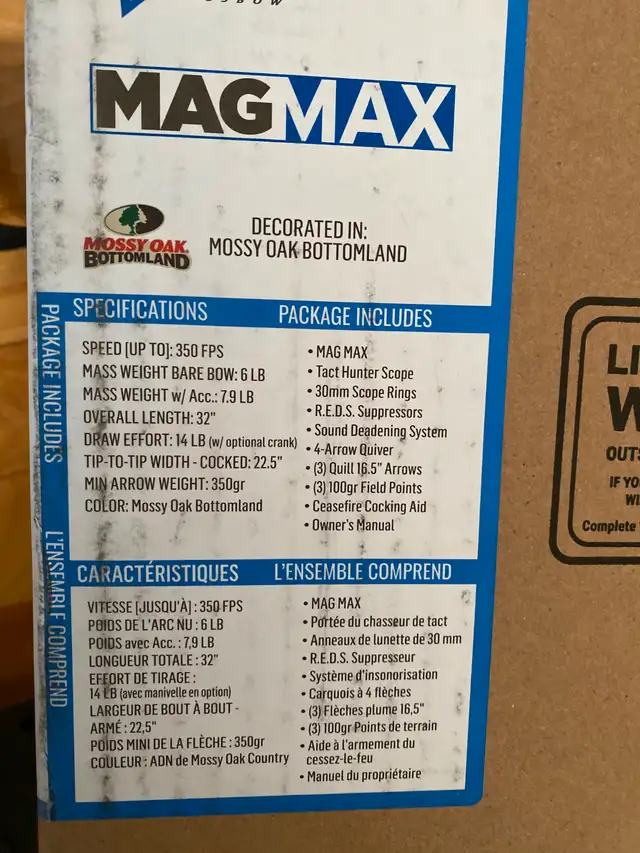 MAGMAX
MOSSY OAK
BOTTOMLAND
DECORATED IN:
MOSSY OAK BOTTOMLAND
PACKAGE INCLUDES
L'ENSEMBLE COMPREND
SPECIFICATIONS
SPEED [UP TO]: 350 FPS
MASS WEIGHT BARE BOW: 6 LB
MASS WEIGHT w/ Acc.: 7.9 LB
OVERALL LENGTH: 32"
DRAW EFFORT: 14 LB (w/ optional crank)
TIP-TO-TIP WIDTH - COCKED: 22.5"
MIN ARROW WEIGHT: 350gr
COLOR: Mossy Oak Bottomland
PACKAGE INCLUDES
• MAG MAX
• Tact Hunter Scope
• 30mm Scope Rings
• R.E.D.S. Suppressors
• Sound Deadening System
• 4-Arrow Quiver
• (3) Quill 16.5" Arrows
• (3) 100gr Field Points
• Ceasefire Cocking Aid
• Owner's Manual
CARACTÉRISTIQUES
VITESSE [JUSQU'À] : 350 FPS
POIDS DE L'ARC NU : 6 LB
POIDS avec Acc. : 7,9 LB
LONGUEUR TOTALE : 32"
EFFORT DE TIRAGE :
14 LB (avec manivelle en option)
LARGEUR DE BOUT À BOUT -
ARMÉ : 22,5"
POIDS MINI DE LA FLÈCHE : 350gr
COULEUR : ADN de Mossy Oak Country
L'ENSEMBLE COMPREND
• MAG MAX
• Portée du chasseur de tact
• Anneaux de lunette de 30 mm
• R.E.D.S. Suppresseur
• Système d'insonorisation
• Carquois à 4 flèches
• (3) Flèches plume 16,5"
• (3) 100gr Points de terrain
• Aide à l'armement du
cessez-le-feu
• Manuel du propriétaire
IF YO
Complete